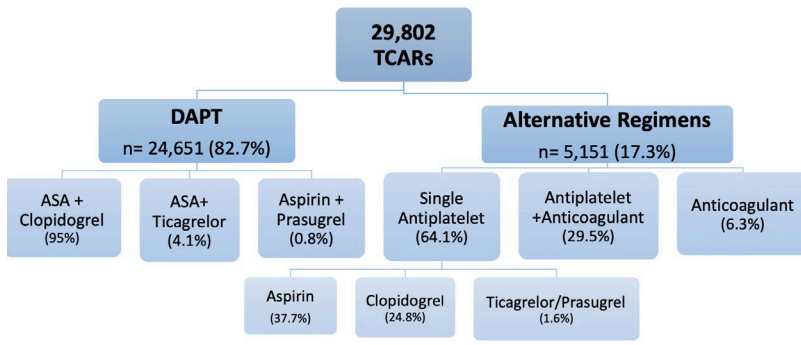 29,802
TCARs
DAPT
n= 24,651 (82.7%)
Alternative Regimens
n= 5,151 (17.3%)
ASA +
Clopidogrel
(95%)
ASA+
Ticagrelor
(4.1%)
Aspirin +
Prasugrel
(0.8%)
Single
Antiplatelet
(64.1%)
Antiplatelet
+Anticoagulant
(29.5%)
Anticoagulant
(6.3%)
Aspirin
(37.7%)
Clopidogrel
(24.8%)
Ticagrelor/Prasugrel
(1.6%)